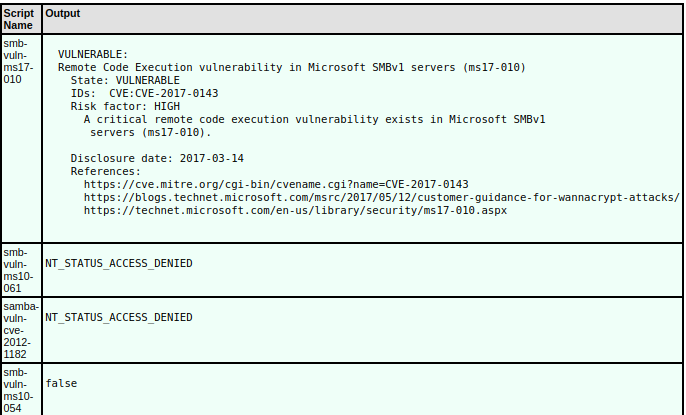 Script Output
Name
smb-
vuln-
ms17-
010
VULNERABLE:
Remote Code Execution vulnerability in Microsoft SMBv1 servers (ms17-010)
State: VULNERABLE
IDs:  CVE:CVE-2017-0143
Risk factor: HIGH
A critical remote code execution vulnerability exists in Microsoft SMBv1
servers (ms17-010).
Disclosure date: 2017-03-14
References:
https://cve.mitre.org/cgi-bin/cvename.cgi?name=CVE-2017-0143
https://blogs.technet.microsoft.com/msrc/2017/05/12/customer-guidance-for-wannacrypt-attacks/
https://technet.microsoft.com/en-us/library/security/ms17-010.aspx
smb-
vuln-
ms10-
061
NT_STATUS_ACCESS_DENIED
samba-
vuln-
cve-
2012-
1182
NT_STATUS_ACCESS_DENIED
smb-
vuln-
ms10-
054
false